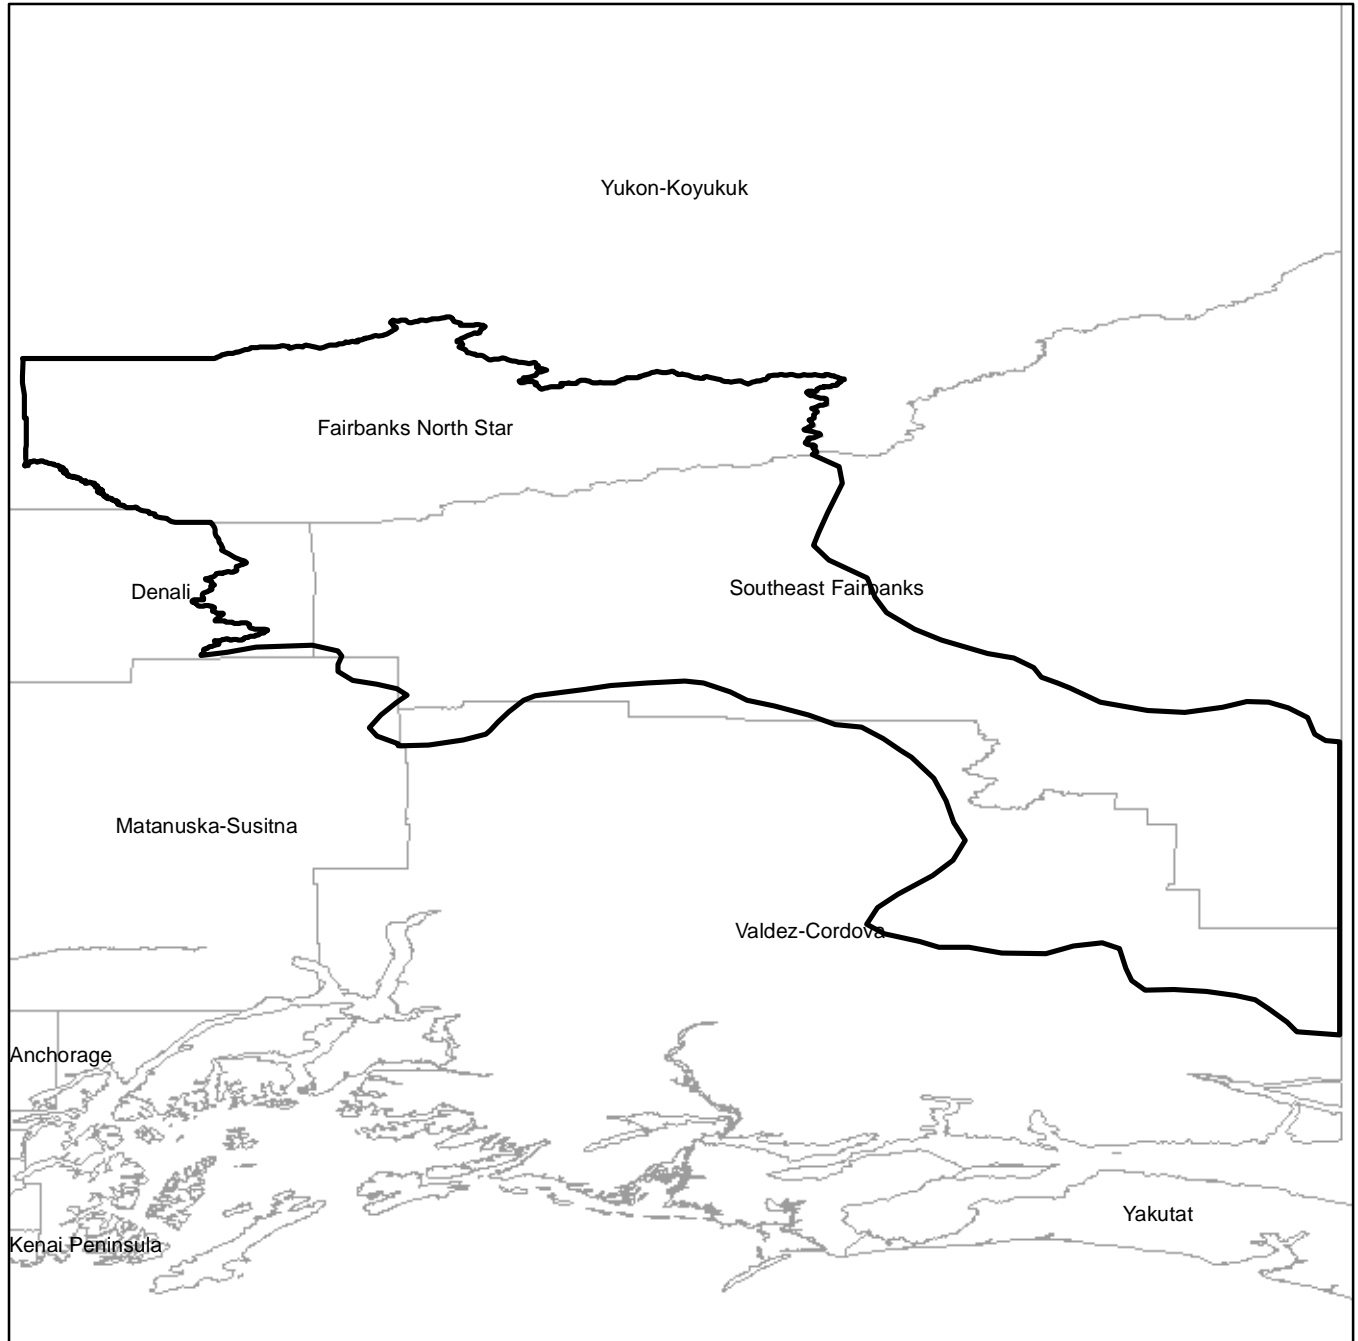 Yukon-Koyukuk
Fairbanks North Star
Southeast Fairbanks
Denali
Matanuska-Susitna
Valdez-Cordova
Anchorage
Yakutat
Kenai Peninsula